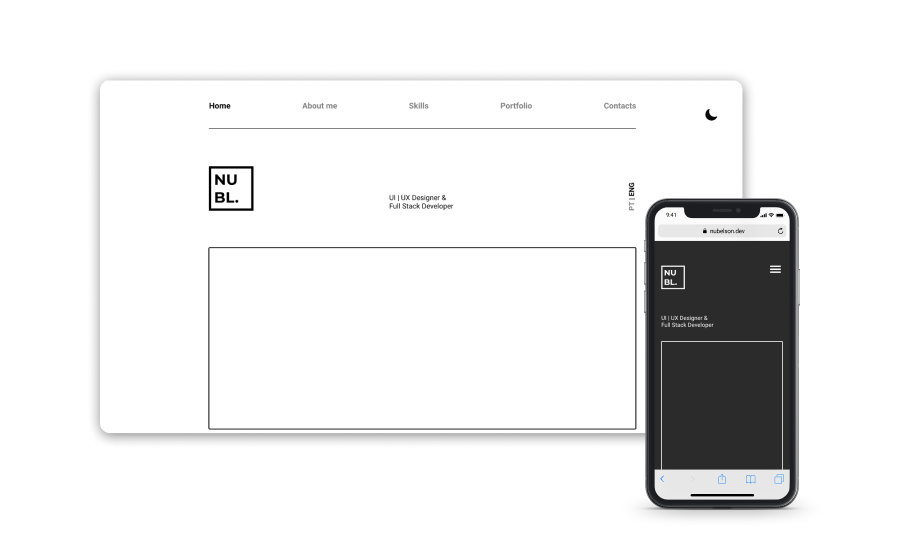 Home About me Skills Portfolio Contacts
NU
BL.
UI | UX Designer &
Full Stack Developer
PT | ENG
9:41
nubelson.dev
NU
BL.
UI | UX Designer &
Full Stack Developer